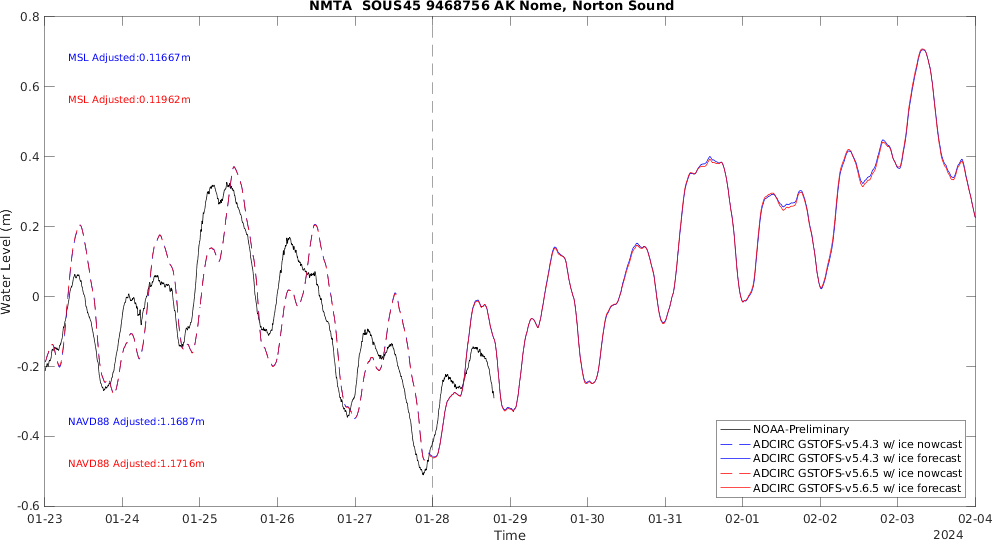 NMTA  SOUS45 9468756 AK Nome, Norton Sound
0.8
MSL Adjusted:0.11667m
0.6
MSL Adjusted:0.11962m
0.4
0.2
Water Level (m)
0
-0.2
NAVD88 Adjusted:1.1687m
-0.4
NAVD88 Adjusted:1.1716m
-0.6
NOAA-Preliminary
ADCIRC GSTOFS-v5.4.3 w/ ice nowcast
ADCIRC GSTOFS-v5.4.3 w/ ice forecast
ADCIRC GSTOFS-v5.6.5 w/ ice nowcast
ADCIRC GSTOFS-v5.6.5 w/ ice forecast
01-23 01-24 01-25 01-26 01-27 01-28 01-29 01-30 01-31 02-01 02-02 02-03 02-04
Time
2024